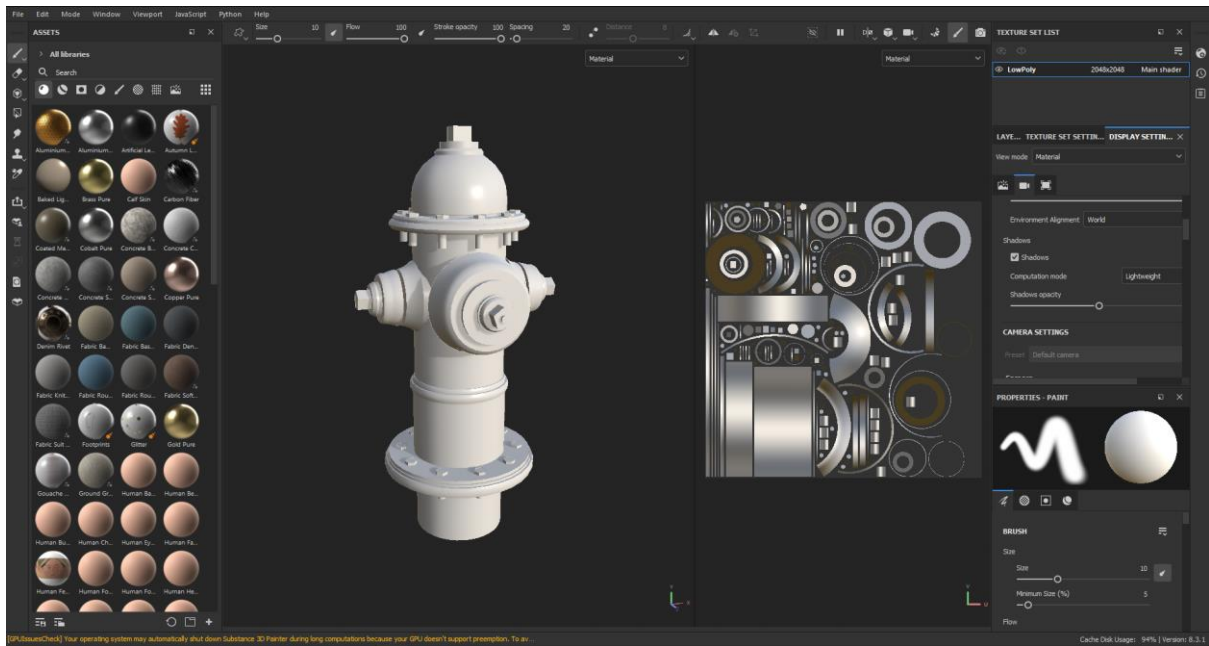 File Edit Mode Window Viewport JavaScript Python Help
ASSETS
Size 10 Flow 100 Stroke opacity 100 Spacing 20 Distance 8
All libraries
Search
Material
Material
Aluminium... Aluminium... Artificial Le... Autumn L...
Baked Lig... Brass Pure Calf Skin Carbon Fiber
Coated Me... Cobalt Pure Concrete B... Concrete C...
Concrete ... Concrete S... Concrete S... Copper Pure
Denim Rivet Fabric Ba... Fabric Bas... Fabric Den...
Fabric Knit... Fabric Rou... Fabric Rou... Fabric Soft...
Fabric Suit ... Footprints Glitter Gold Pure
Gouache ... Ground Gr... Human Ba... Human Be...
Human Bu... Human Ch... Human Ey... Human Fa...
Human Fe... Human Fo... Human Fo... Human He...
TEXTURE SET LIST
LowPoly 2048x2048 Main shader
LAYE... TEXTURE SET SETTIN... DISPLAY SETTIN...
View mode Material
Environment Alignment World
Shadows
Shadows
Computation mode Lightweight
Shadows opacity
CAMERA SETTINGS
Preset Default camera
PROPERTIES - PAINT
BRUSH
Size
Size 10
Minimum Size (%) 5
Flow
[GPUIssuesCheck] Your operating system may automatically shut down Substance 3D Painter during long computations because your GPU doesn't support preemption. To av ...
Cache Disk Usage: 94% | Version: 8.3.1